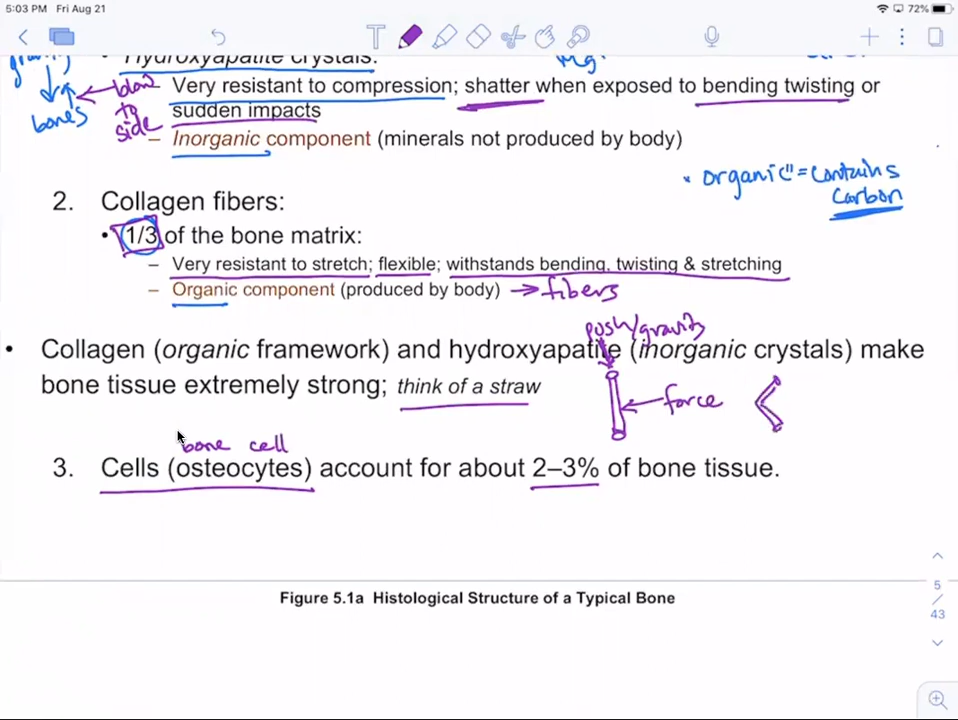 5:03 PM Fri Aug 21
72%
T
Hydroxyapatite crystals:
Mg
gravity
bones
blow
to
side
– Very resistant to compression; shatter when exposed to bending twisting or
sudden impacts
– Inorganic component (minerals not produced by body)
"organic" = contains
carbon
2. Collagen fibers:
• 1/3 of the bone matrix:
– Very resistant to stretch; flexible; withstands bending, twisting & stretching
– Organic component (produced by body) → fibers
push/gravity
• Collagen (organic framework) and hydroxyapatite (inorganic crystals) make
bone tissue extremely strong; think of a straw
force
bone cell
3. Cells (osteocytes) account for about 2–3% of bone tissue.
5
/
43
Figure 5.1a Histological Structure of a Typical Bone